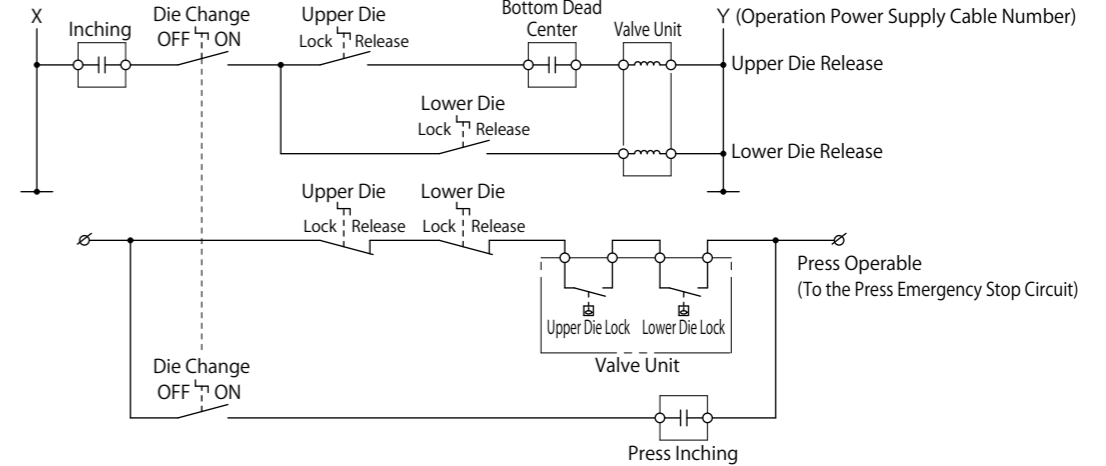 X
Inching
Die Change
OFF ON
Upper Die
Lock Release
Bottom Dead
Center
Valve Unit
Y (Operation Power Supply Cable Number)
Upper Die Release
Lower Die
Lock Release
Lower Die Release
Upper Die
Lock Release
Lower Die
Lock Release
Press Operable
(To the Press Emergency Stop Circuit)
Upper Die Lock
Lower Die Lock
Valve Unit
Die Change
OFF ON
Press Inching